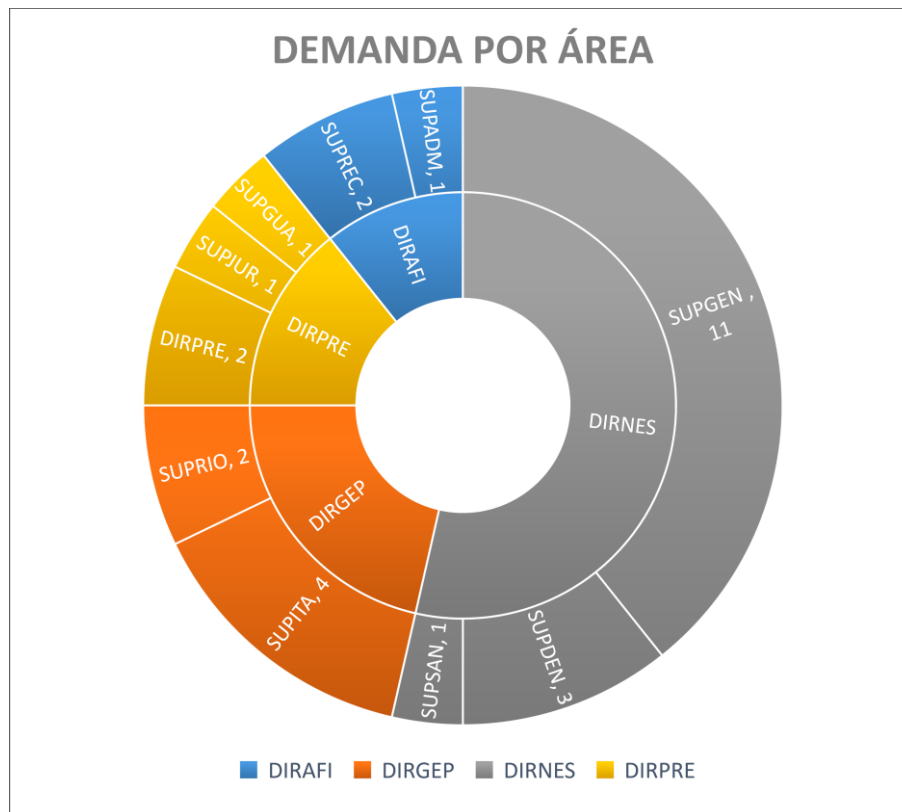 DEMANDA POR ÁREA
SUPGEN ,
11
SUPDEN, 3
SUPSAN, 1
DIRNES
SUPITA, 4
SUPRIO, 2
DIRGEP
DIRPRE, 2
SUPJUR, 1
SUPGUA, 1
DIRPRE
SUPREC, 2
SUPADM, 1
DIRAFI
DIRAFI DIRGEP DIRNES DIRPRE